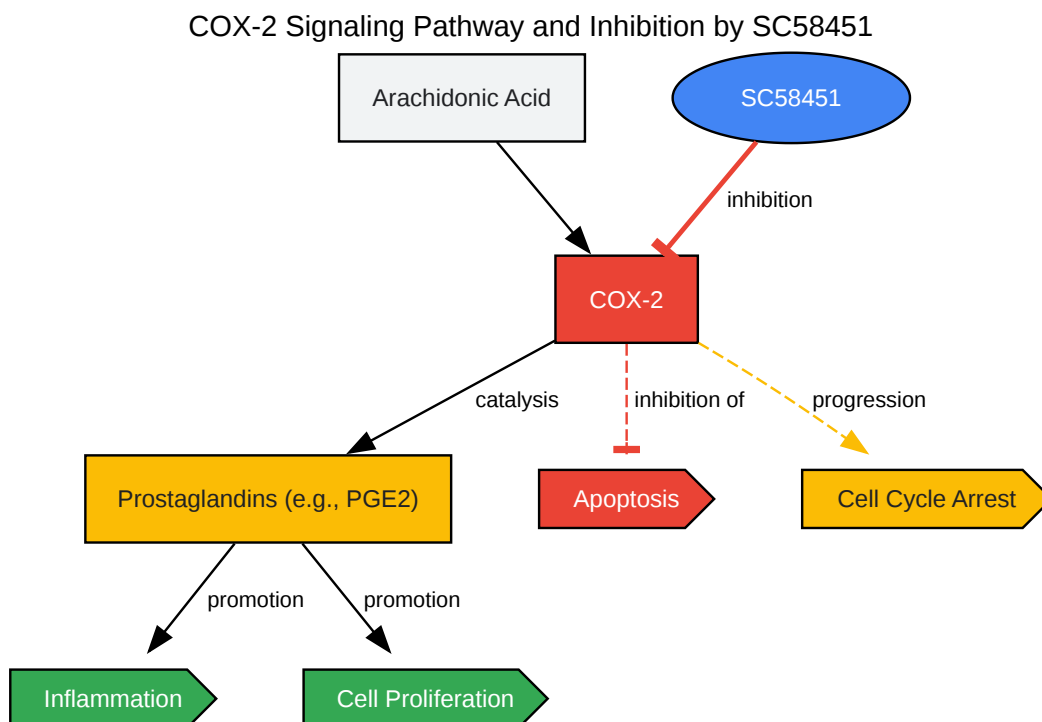 COX-2 Signaling Pathway and Inhibition by SC58451
Arachidonic Acid
SC58451
inhibition
COX-2
catalysis
inhibition of
progression
Prostaglandins (e.g., PGE2)
Apoptosis
Cell Cycle Arrest
promotion
promotion
Inflammation
Cell Proliferation